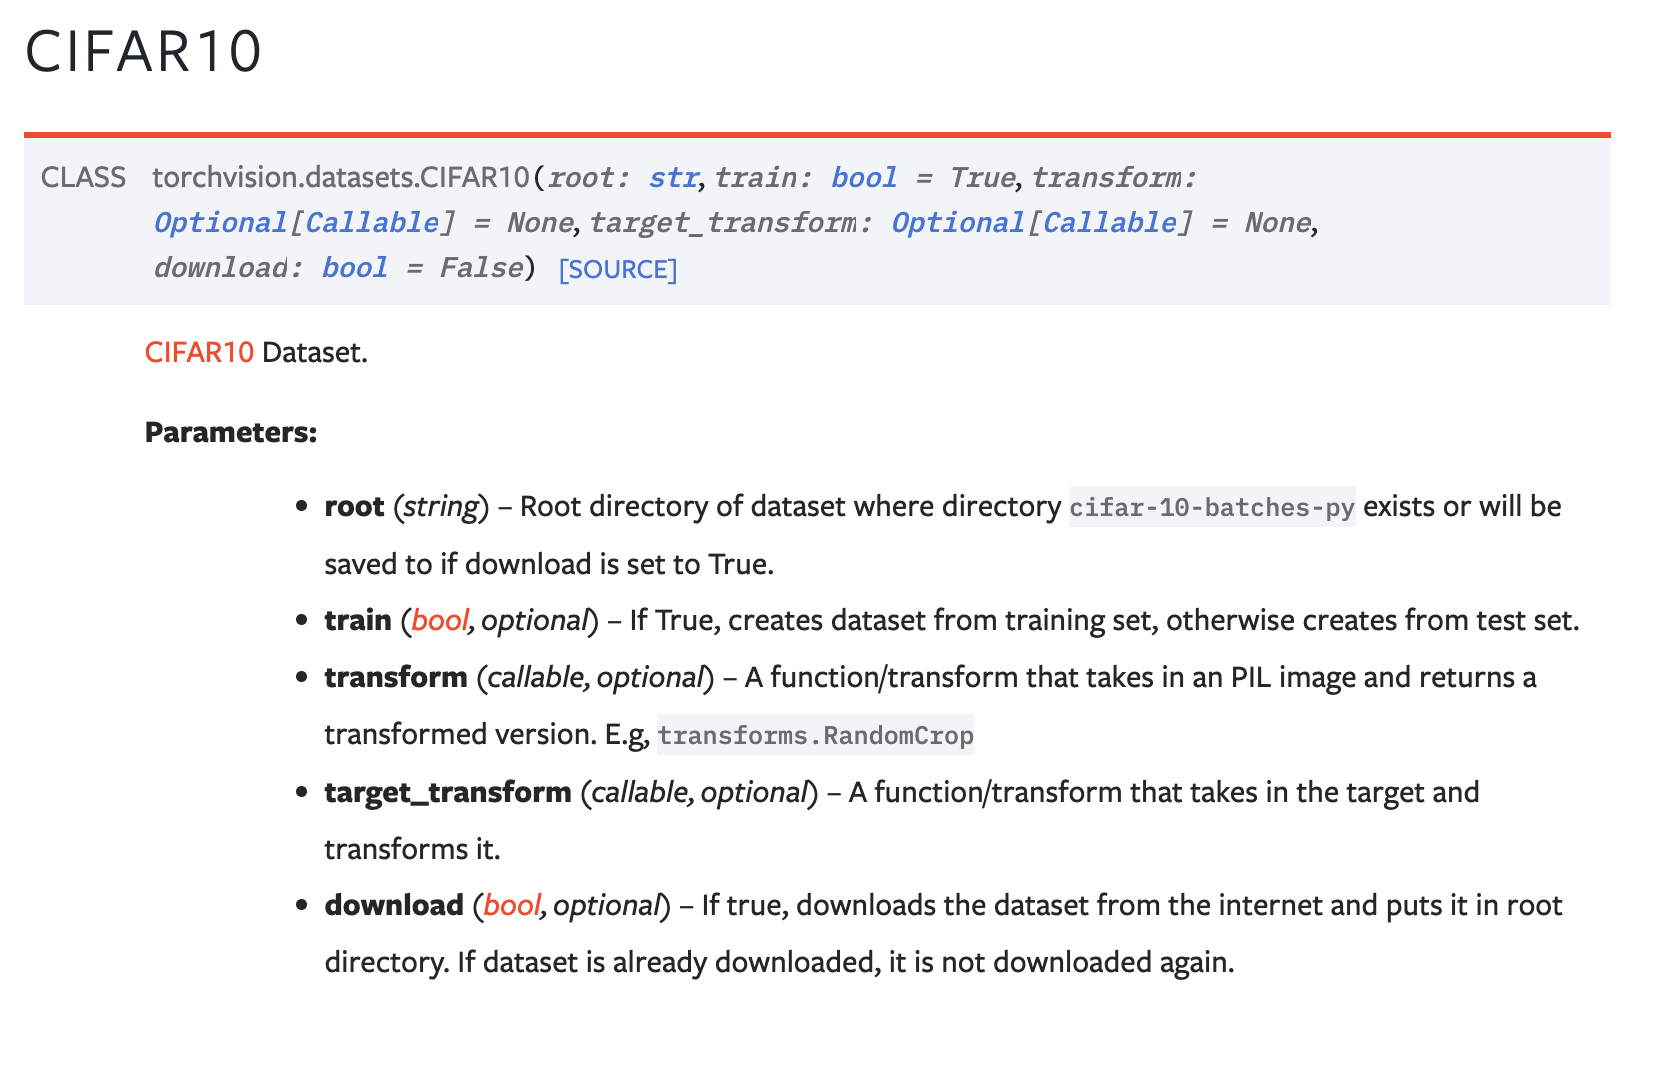 CIFAR10
CLASS torchvision.datasets.CIFAR10(root: str, train: bool = True, transform:
Optional[Callable] = None, target_transform: Optional[Callable] = None,
download: bool = False) [SOURCE]
CIFAR10 Dataset.
Parameters:
• root (string) – Root directory of dataset where directory cifar-10-batches-py exists or will be
saved to if download is set to True.
• train (bool, optional) – If True, creates dataset from training set, otherwise creates from test set.
• transform (callable, optional) – A function/transform that takes in an PIL image and returns a
transformed version. E.g, transforms.RandomCrop
• target_transform (callable, optional) – A function/transform that takes in the target and
transforms it.
• download (bool, optional) – If true, downloads the dataset from the internet and puts it in root
directory. If dataset is already downloaded, it is not downloaded again.